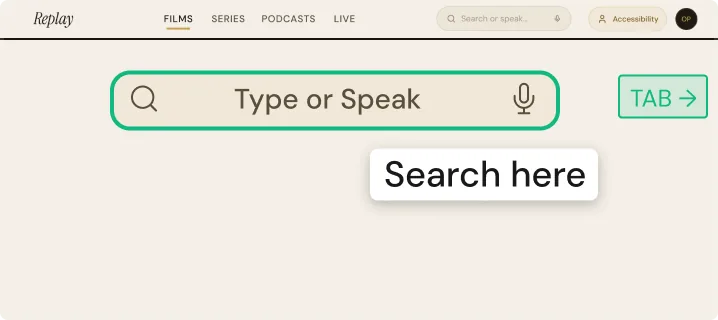 Replay
FILMS SERIES PODCASTS LIVE
Search or speak...
Accessibility
OP
Type or Speak
TAB →
Search here